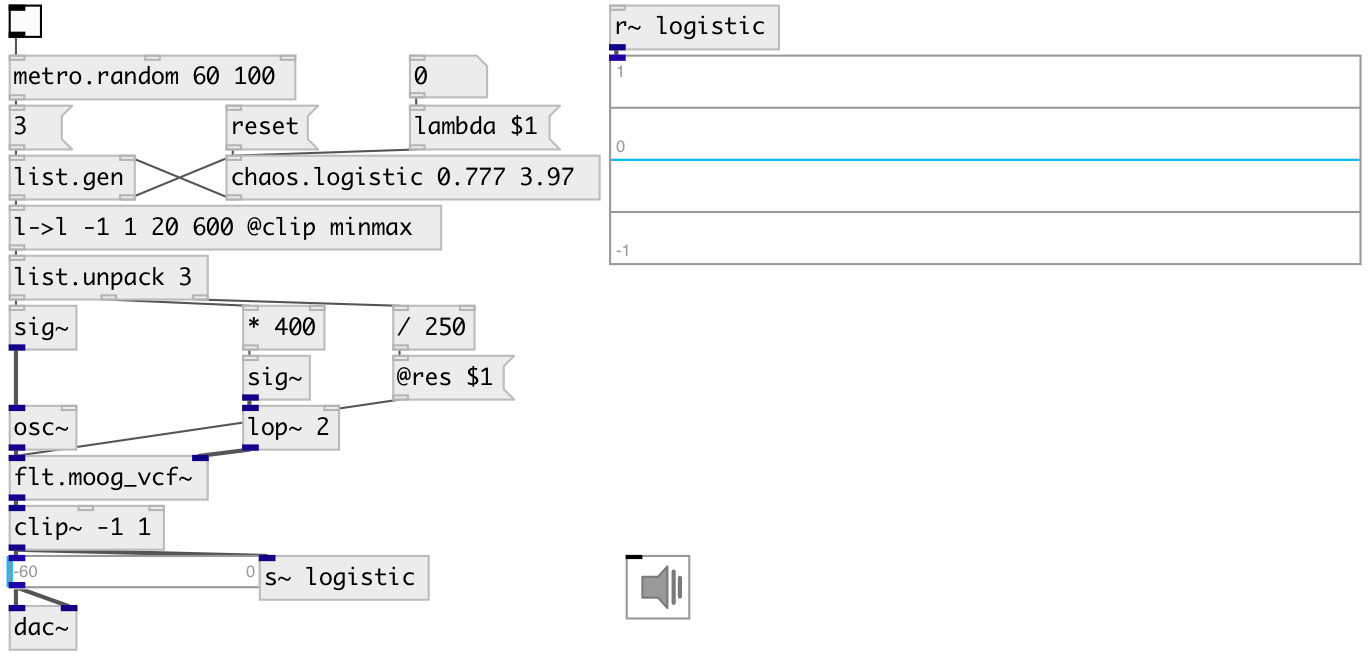 metro.random 60 100
0
3
reset
lambda $1
list.gen
chaos.logistic 0.777 3.97
l->l -1 1 20 600 @clip minmax
list.unpack 3
sig~
* 400
/ 250
sig~
@res $1
osc~
lop~ 2
flt.moog_vcf~
clip~ -1 1
-60
0
s~ logistic
dac~
r~ logistic
1
0
-1